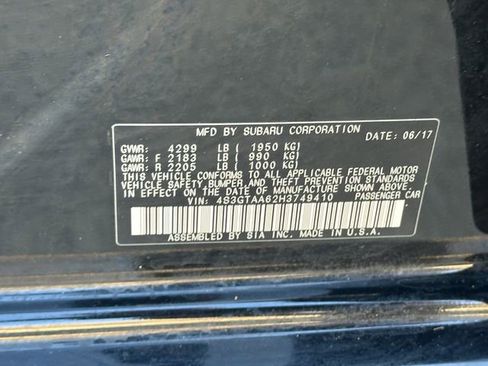 MFD BY SUBARU CORPORATION DATE: 06/17
GVWR: 4299 LB ( 1950 KG)
GAWR: F 2183 LB ( 990 KG)
GAWR: R 2205 LB ( 1000 KG)
THIS VEHICLE CONFORMS TO ALL APPLICABLE FEDERAL MOTOR
VEHICLE SAFETY, BUMPER, AND THEFT PREVENTION STANDARDS
IN EFFECT ON THE DATE OF MANUFACTURE SHOWN ABOVE.
VIN: 4S3GTAA62H3749410 PASSENGER CAR
ASSEMBLED BY SIA INC. MADE IN U.S.A.